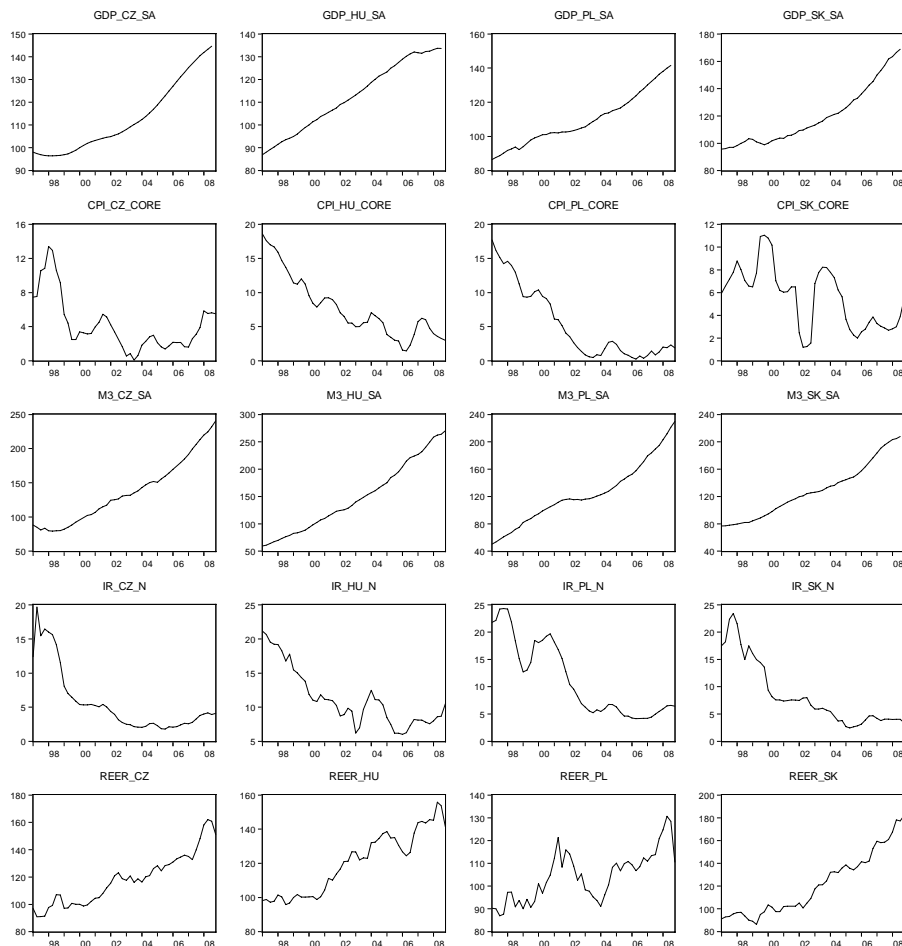 GDP_CZ_SA
150
140
130
120
110
100
90
98 00 02 04 06 08
GDP_HU_SA
140
130
120
110
100
90
80
98 00 02 04 06 08
GDP_PL_SA
160
140
120
100
80
98 00 02 04 06 08
GDP_SK_SA
180
160
140
120
100
80
98 00 02 04 06 08
CPI_CZ_CORE
16
12
8
4
0
98 00 02 04 06 08
CPI_HU_CORE
20
15
10
5
0
98 00 02 04 06 08
CPI_PL_CORE
20
15
10
5
0
98 00 02 04 06 08
CPI_SK_CORE
12
10
8
6
4
2
0
98 00 02 04 06 08
M3_CZ_SA
250
200
150
100
50
98 00 02 04 06 08
M3_HU_SA
300
250
200
150
100
50
98 00 02 04 06 08
M3_PL_SA
240
200
160
120
80
40
98 00 02 04 06 08
M3_SK_SA
240
200
160
120
80
40
98 00 02 04 06 08
IR_CZ_N
20
15
10
5
0
98 00 02 04 06 08
IR_HU_N
25
20
15
10
5
98 00 02 04 06 08
IR_PL_N
25
20
15
10
5
0
98 00 02 04 06 08
IR_SK_N
25
20
15
10
5
0
98 00 02 04 06 08
REER_CZ
180
160
140
120
100
80
98 00 02 04 06 08
REER_HU
160
140
120
100
80
98 00 02 04 06 08
REER_PL
140
130
120
110
100
90
80
98 00 02 04 06 08
REER_SK
200
180
160
140
120
100
80
98 00 02 04 06 08